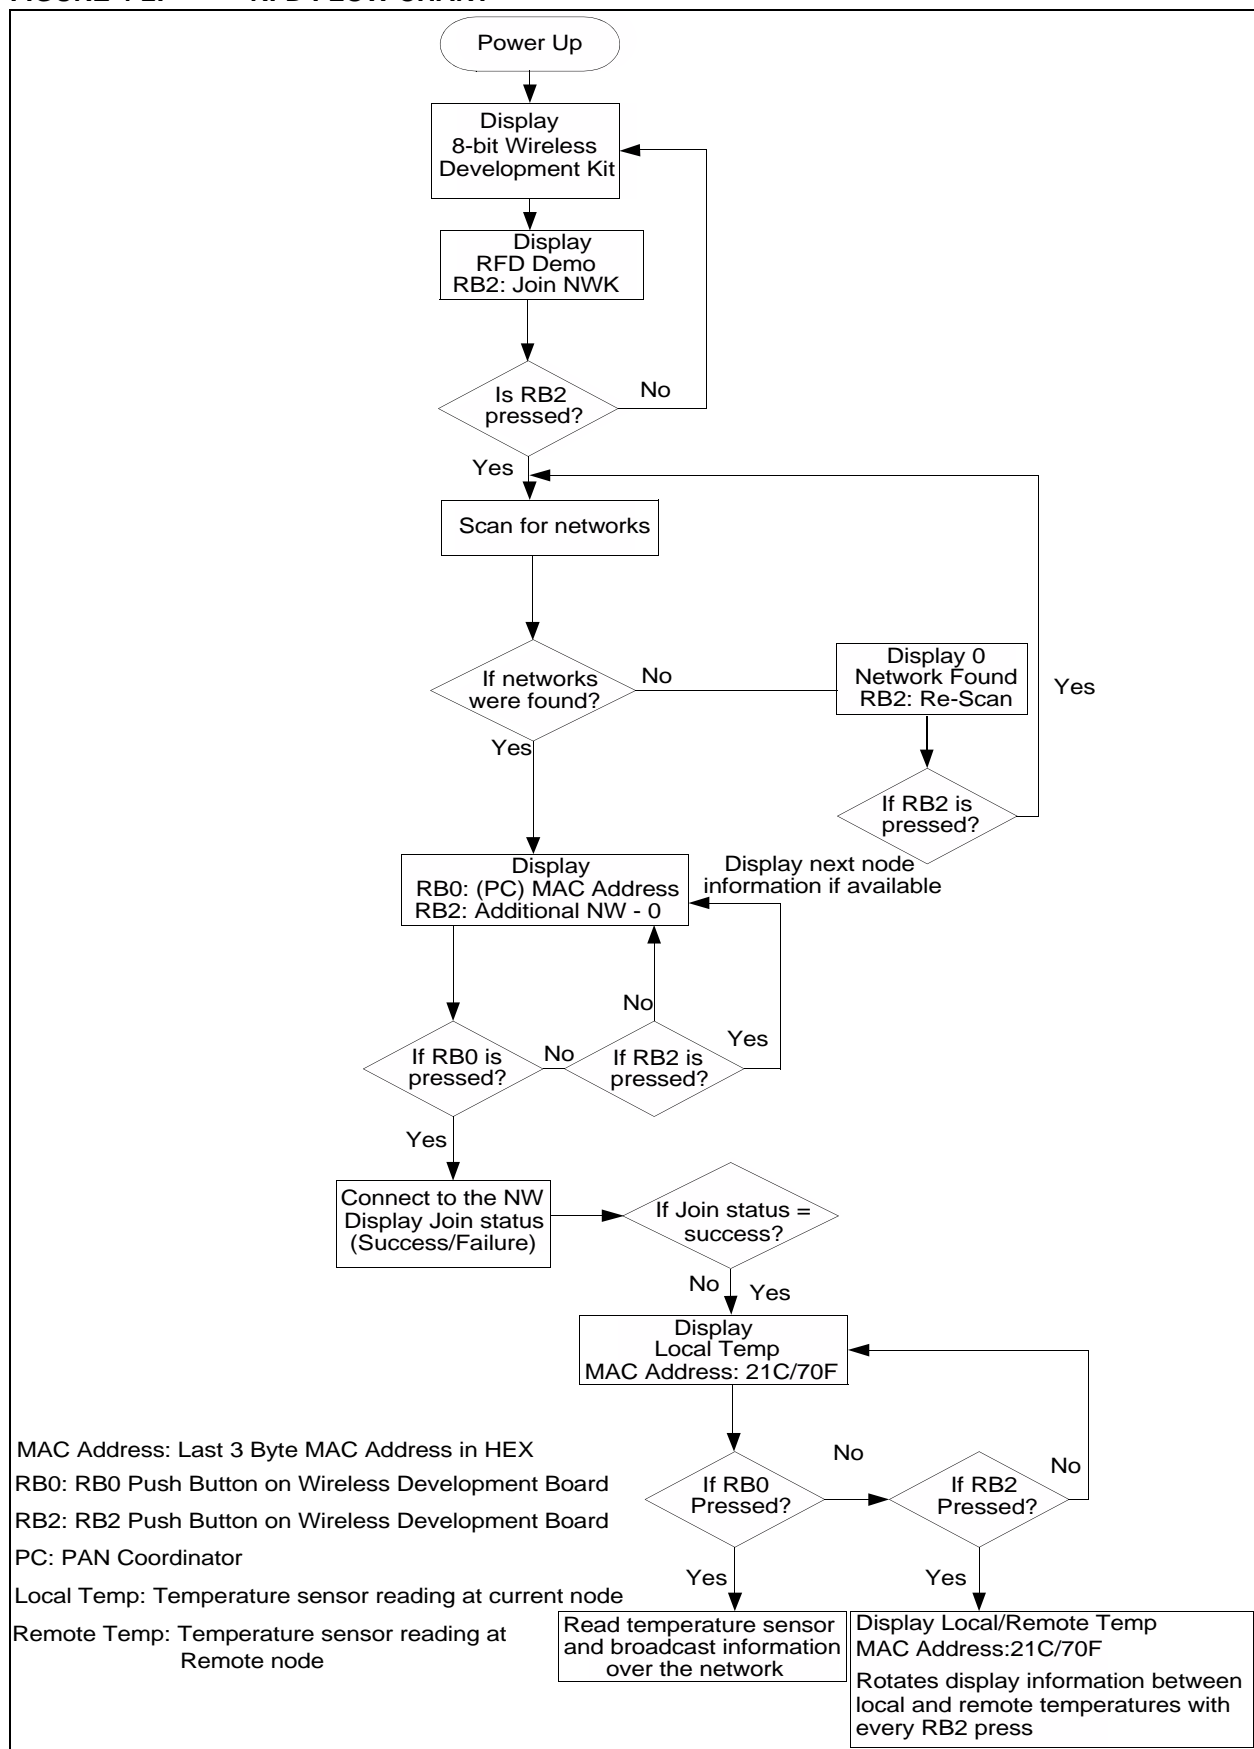 Power Up
Display
8-bit Wireless
Development Kit
Display
RFD Demo
RB2: Join NWK
Is RB2
pressed?
No
Yes
Scan for networks
If networks
were found?
No
Display 0
Network Found
RB2: Re-Scan
Yes
Yes
If RB2 is
pressed?
Display
RB0: (PC) MAC Address
RB2: Additional NW - 0
Display next node
information if available
No
Yes
If RB0 is
pressed?
No
If RB2 is
pressed?
Yes
Connect to the NW
Display Join status
(Success/Failure)
If Join status =
success?
No
Yes
Display
Local Temp
MAC Address: 21C/70F
If RB0
Pressed?
No
If RB2
Pressed?
No
Yes
Yes
Read temperature sensor
and broadcast information
over the network
Display Local/Remote Temp
MAC Address:21C/70F
Rotates display information between
local and remote temperatures with
every RB2 press
MAC Address: Last 3 Byte MAC Address in HEX
RB0: RB0 Push Button on Wireless Development Board
RB2: RB2 Push Button on Wireless Development Board
PC: PAN Coordinator
Local Temp: Temperature sensor reading at current node
Remote Temp: Temperature sensor reading at
Remote node